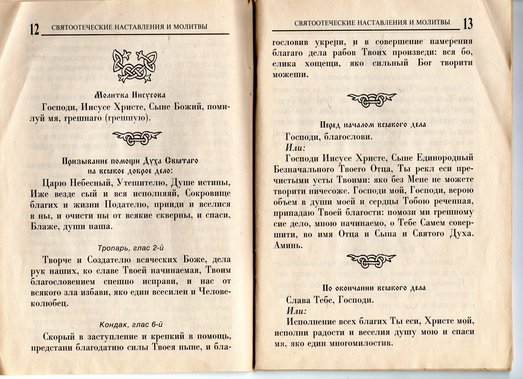 12 СВЯТООТЕЧЕСКИЕ НАСТАВЛЕНИЯ И МОЛИТВЫ
Молитва Иисусова
Господи, Иисусе Христе, Сыне Божий, поми-
луй мя, грешнаго (грешную).
Призывание помощи Духа Святаго
на всякое доброе дело:
Царю Небесный, Утешителю, Душе истины,
Иже везде сый и вся исполняяй, Сокровище
благих и жизни Подателю, прииди и вселися
в ны, и очисти ны от всякия скверны, и спаси,
Блаже, души наша.
Тропарь, глас 2-й
Творче и Создателю всяческих Боже, дела
рук наших, ко славе Твоей начинаемая, Твоим
благословением спешно исправи, и нас от
всякого зла избави, яко един всесилен и Челове-
колюбец.
Кондак, глас 6-й
Скорый в заступление и крепкий в помощь,
предстани благодатию силы Твоея ныне, и бла-
СВЯТООТЕЧЕСКИЕ НАСТАВЛЕНИЯ И МОЛИТВЫ 13
гословив укрепи, и в совершение намерения
благаго дела рабов Твоих произведи: вся бо,
елика хощеши, яко сильный Бог творити
можеши.
Перед началом всякого дела
Господи, благослови.
Или:
Господи Иисусе Христе, Сыне Единородный
Безначального Твоего Отца, Ты рекл еси пре-
чистыми усты Твоими: яко без Мене не можете
творити ничесоже. Господи мой, Господи, верою
объем в души моей и сердцы Тобою реченная,
припадаю Твоей благости: помози ми грешному
сие дело, мною начинаемо, о Тебе Самем совер-
шити, во имя Отца и Сына и Святого Духа.
Аминь.
По окончании всякого дела
Слава Тебе, Господи.
Или:
Исполнение всех благих Ты еси, Христе мой,
исполни радости и веселия душу мою и спаси
мя, яко един многомилостив.